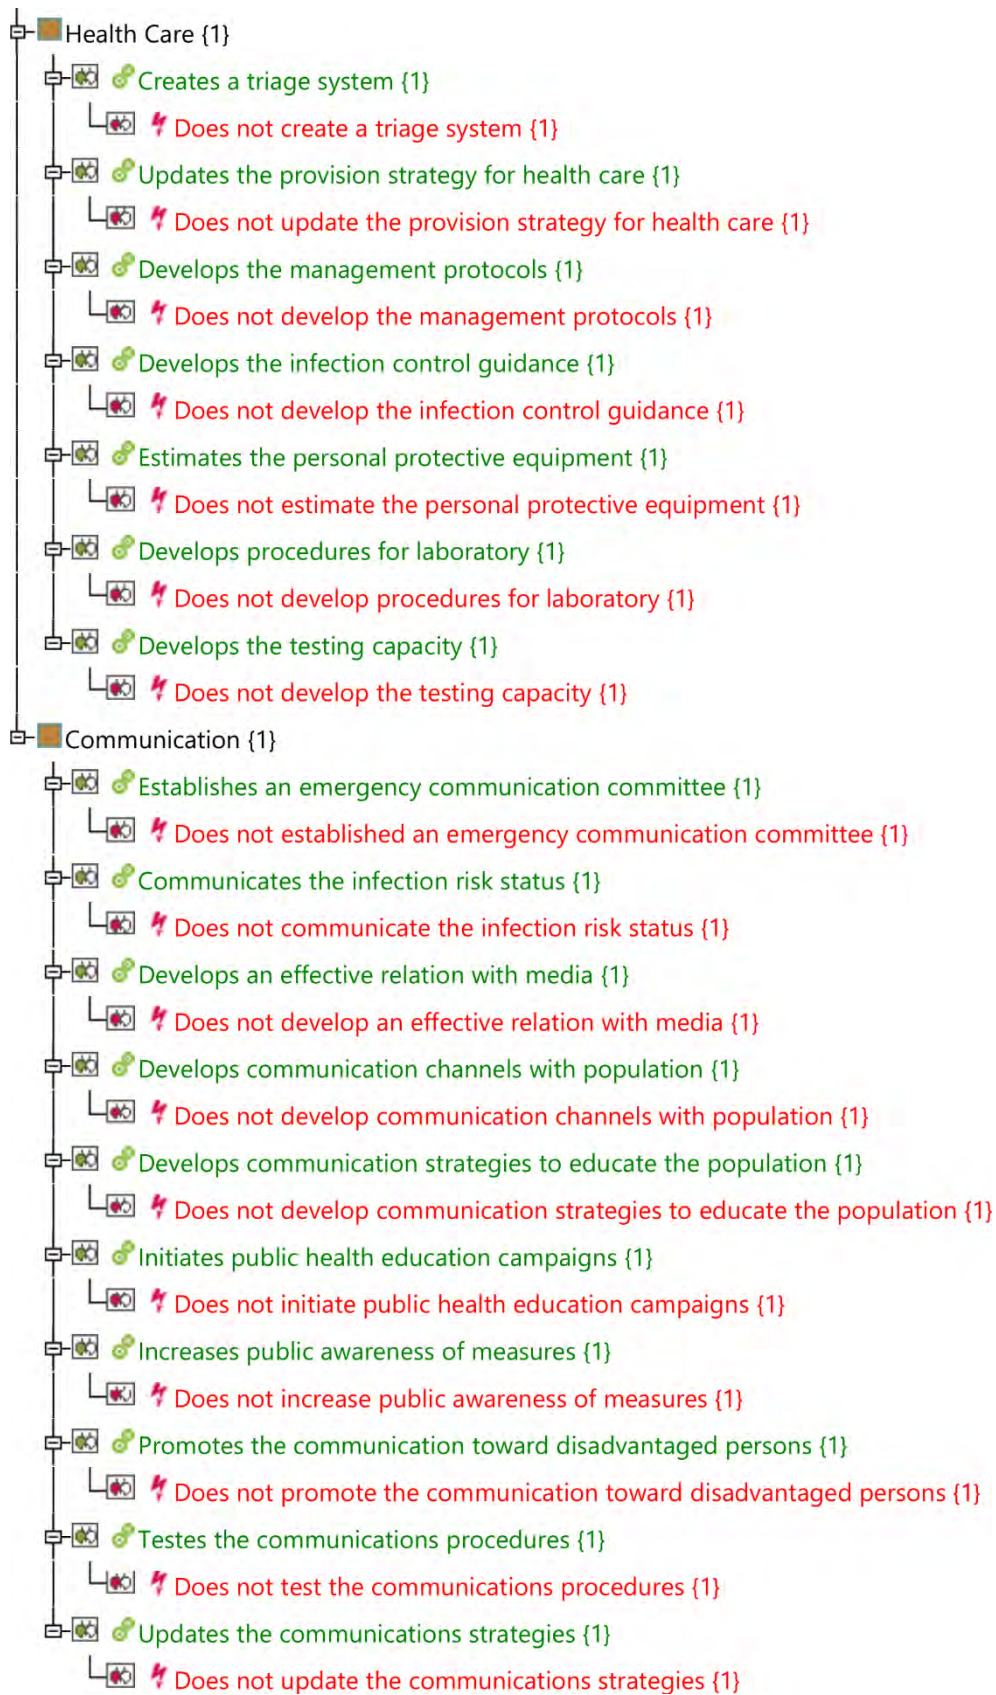 Health Care {1}
Creates a triage system {1}
Does not create a triage system {1}
Updates the provision strategy for health care {1}
Does not update the provision strategy for health care {1}
Develops the management protocols {1}
Does not develop the management protocols {1}
Develops the infection control guidance {1}
Does not develop the infection control guidance {1}
Estimates the personal protective equipment {1}
Does not estimate the personal protective equipment {1}
Develops procedures for laboratory {1}
Does not develop procedures for laboratory {1}
Develops the testing capacity {1}
Does not develop the testing capacity {1}
Communication {1}
Establishes an emergency communication committee {1}
Does not established an emergency communication committee {1}
Communicates the infection risk status {1}
Does not communicate the infection risk status {1}
Develops an effective relation with media {1}
Does not develop an effective relation with media {1}
Develops communication channels with population {1}
Does not develop communication channels with population {1}
Develops communication strategies to educate the population {1}
Does not develop communication strategies to educate the population {1}
Initiates public health education campaigns {1}
Does not initiate public health education campaigns {1}
Increases public awareness of measures {1}
Does not increase public awareness of measures {1}
Promotes the communication toward disadvantaged persons {1}
Does not promote the communication toward disadvantaged persons {1}
Testes the communications procedures {1}
Does not test the communications procedures {1}
Updates the communications strategies {1}
Does not update the communications strategies {1}